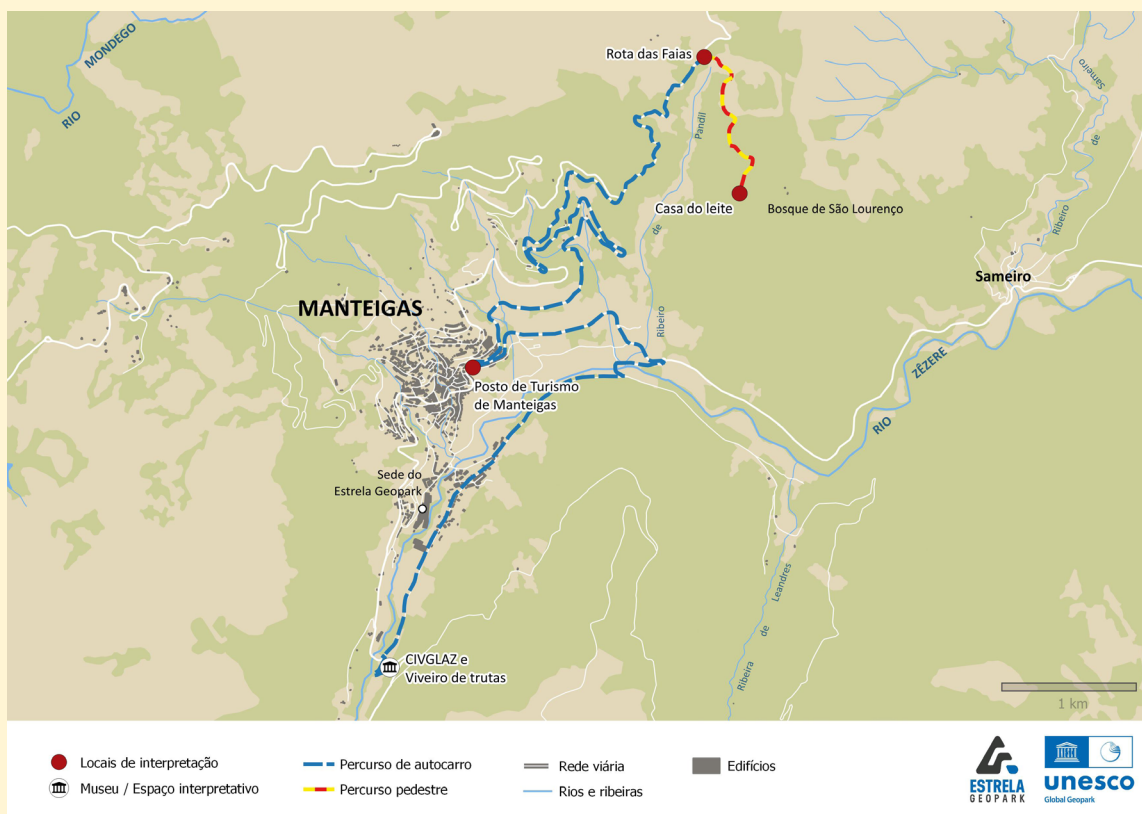 RIO MONDEGO
Rota das Faias
Sameiro
de
Ribeiro
Pandil
de
Ribeiro
Casa do leite
Bosque de São Lourenço
Sameiro
MANTEIGAS
RIO ZÊZERE
Posto de Turismo
de Manteigas
Sede do
Estrela Geopark
Ribeira de Leandres
CIVGLAZ e
Viveiro de trutas
1 km
Locais de interpretação
Museu / Espaço interpretativo
Percurso de autocarro
Percurso pedestre
Rede viária
Rios e ribeiras
Edifícios
ESTRELA
GEOPARK
unesco
Global Geopark